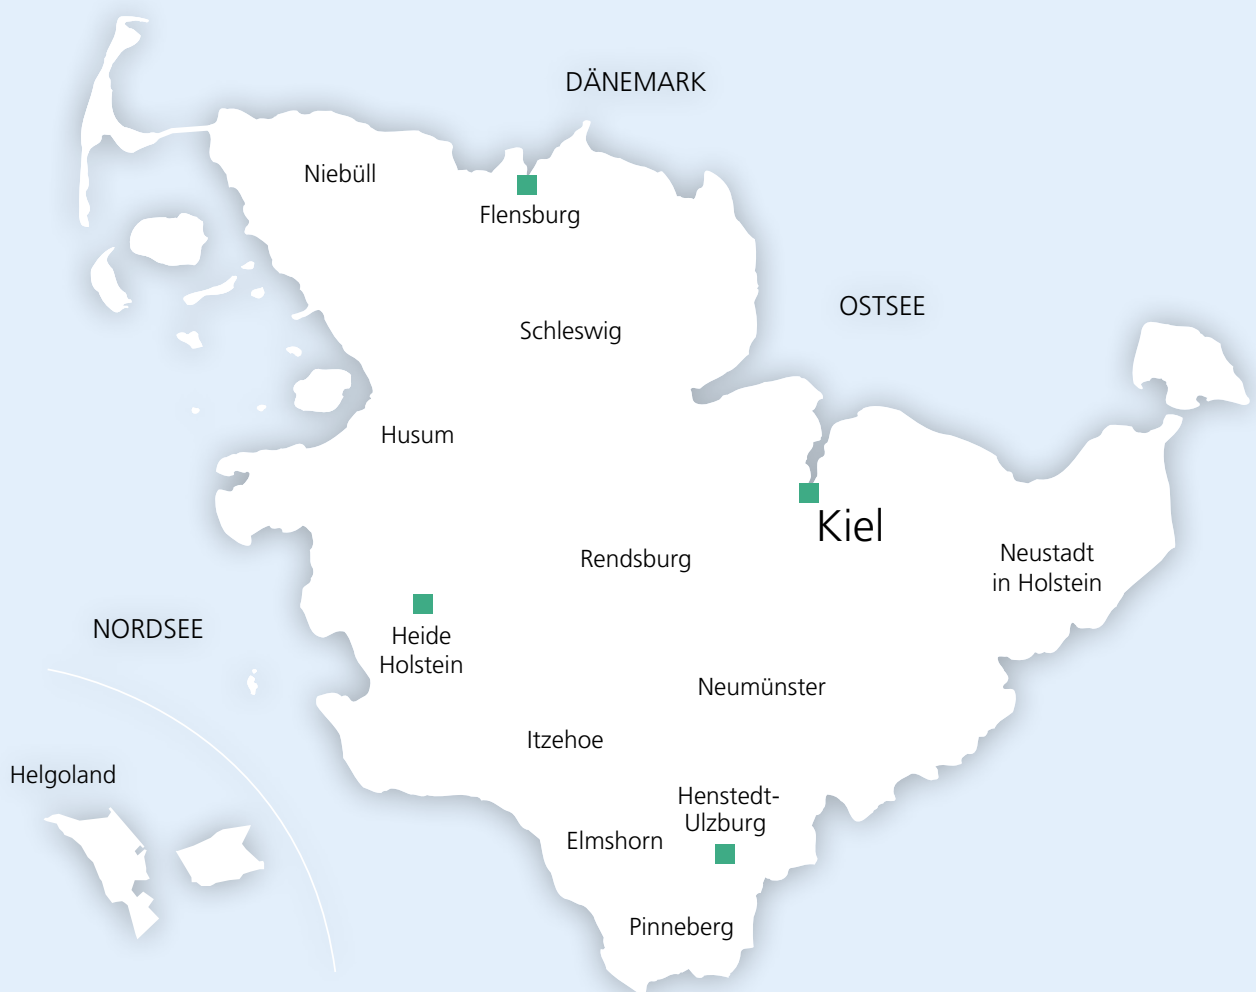 DÄNEMARK
Niebüll
Flensburg
OSTSEE
Schleswig
Husum
Kiel
Rendsburg
Neustadt
in Holstein
NORDSEE
Heide
Holstein
Neumünster
Itzehoe
Helgoland
Henstedt-
Ulzburg
Elmshorn
Pinneberg